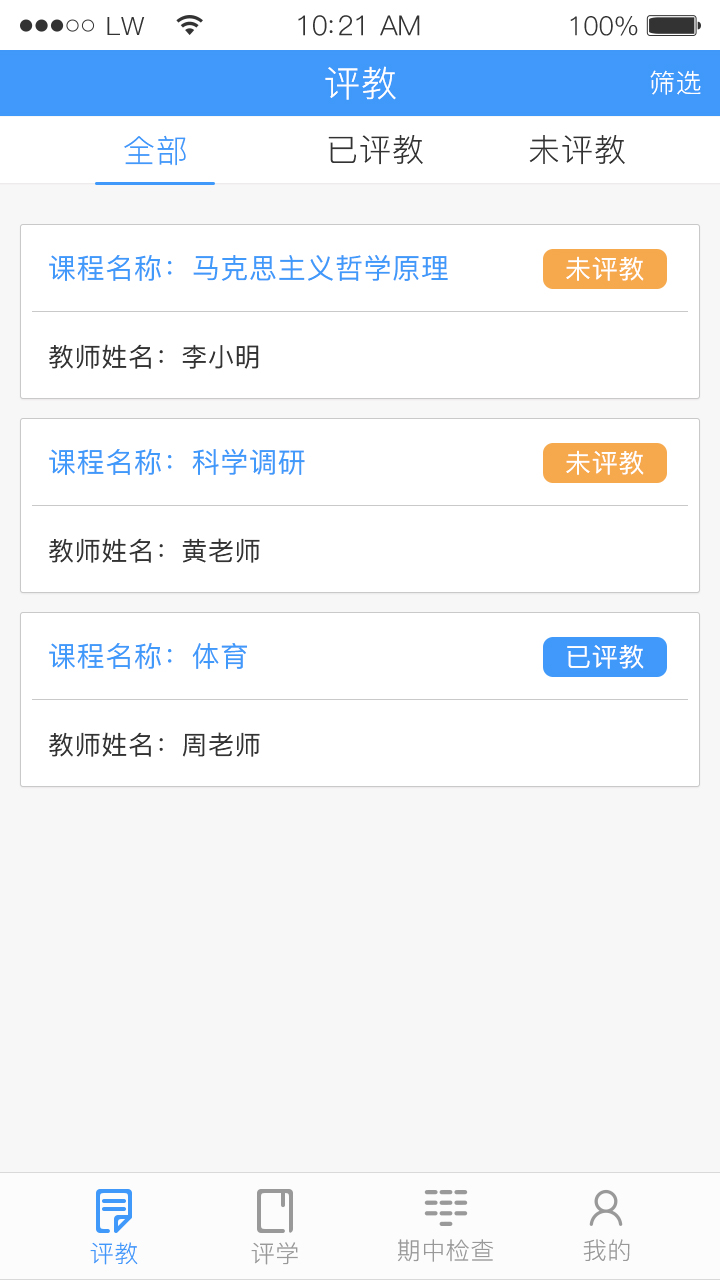 LW 10:21 AM 100%
评教 筛选
全部 已评教 未评教
课程名称：马克思主义哲学原理 未评教
教师姓名：李小明
课程名称：科学调研 未评教
教师姓名：黄老师
课程名称：体育 已评教
教师姓名：周老师
评教 评学 期中检查 我的